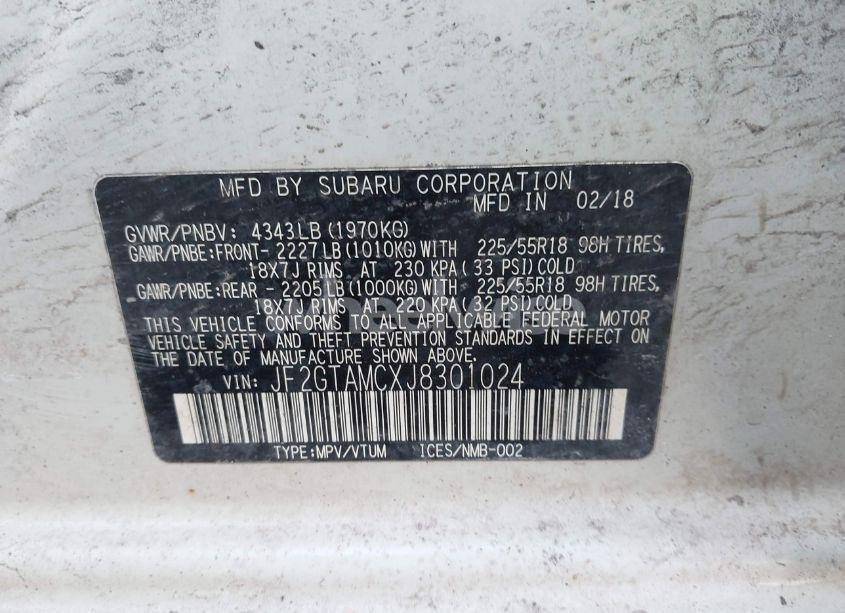 MFD BY SUBARU CORPORATION
MFD IN 02/18
GVWR/PNBV: 4343LB(1970KG)
GAWR/PNBE:FRONT- 2227LB(1010KG)WITH 225/55R18 98H TIRES,
18X7J RIMS AT 230 KPA(33 PSI)COLD
GAWR/PNBE:REAR - 2205LB(1000KG)WITH 225/55R18 98H TIRES,
18X7J RIMS AT 220 KPA(32 PSI)COLD
THIS VEHICLE CONFORMS TO ALL APPLICABLE FEDERAL MOTOR
VEHICLE SAFETY AND THEFT PREVENTION STANDARDS IN EFFECT ON
THE DATE OF MANUFACTURE SHOWN ABOVE.
VIN: JF2GTAMCXJ8301024
TYPE:MPV/VTUM ICES/NMB-002